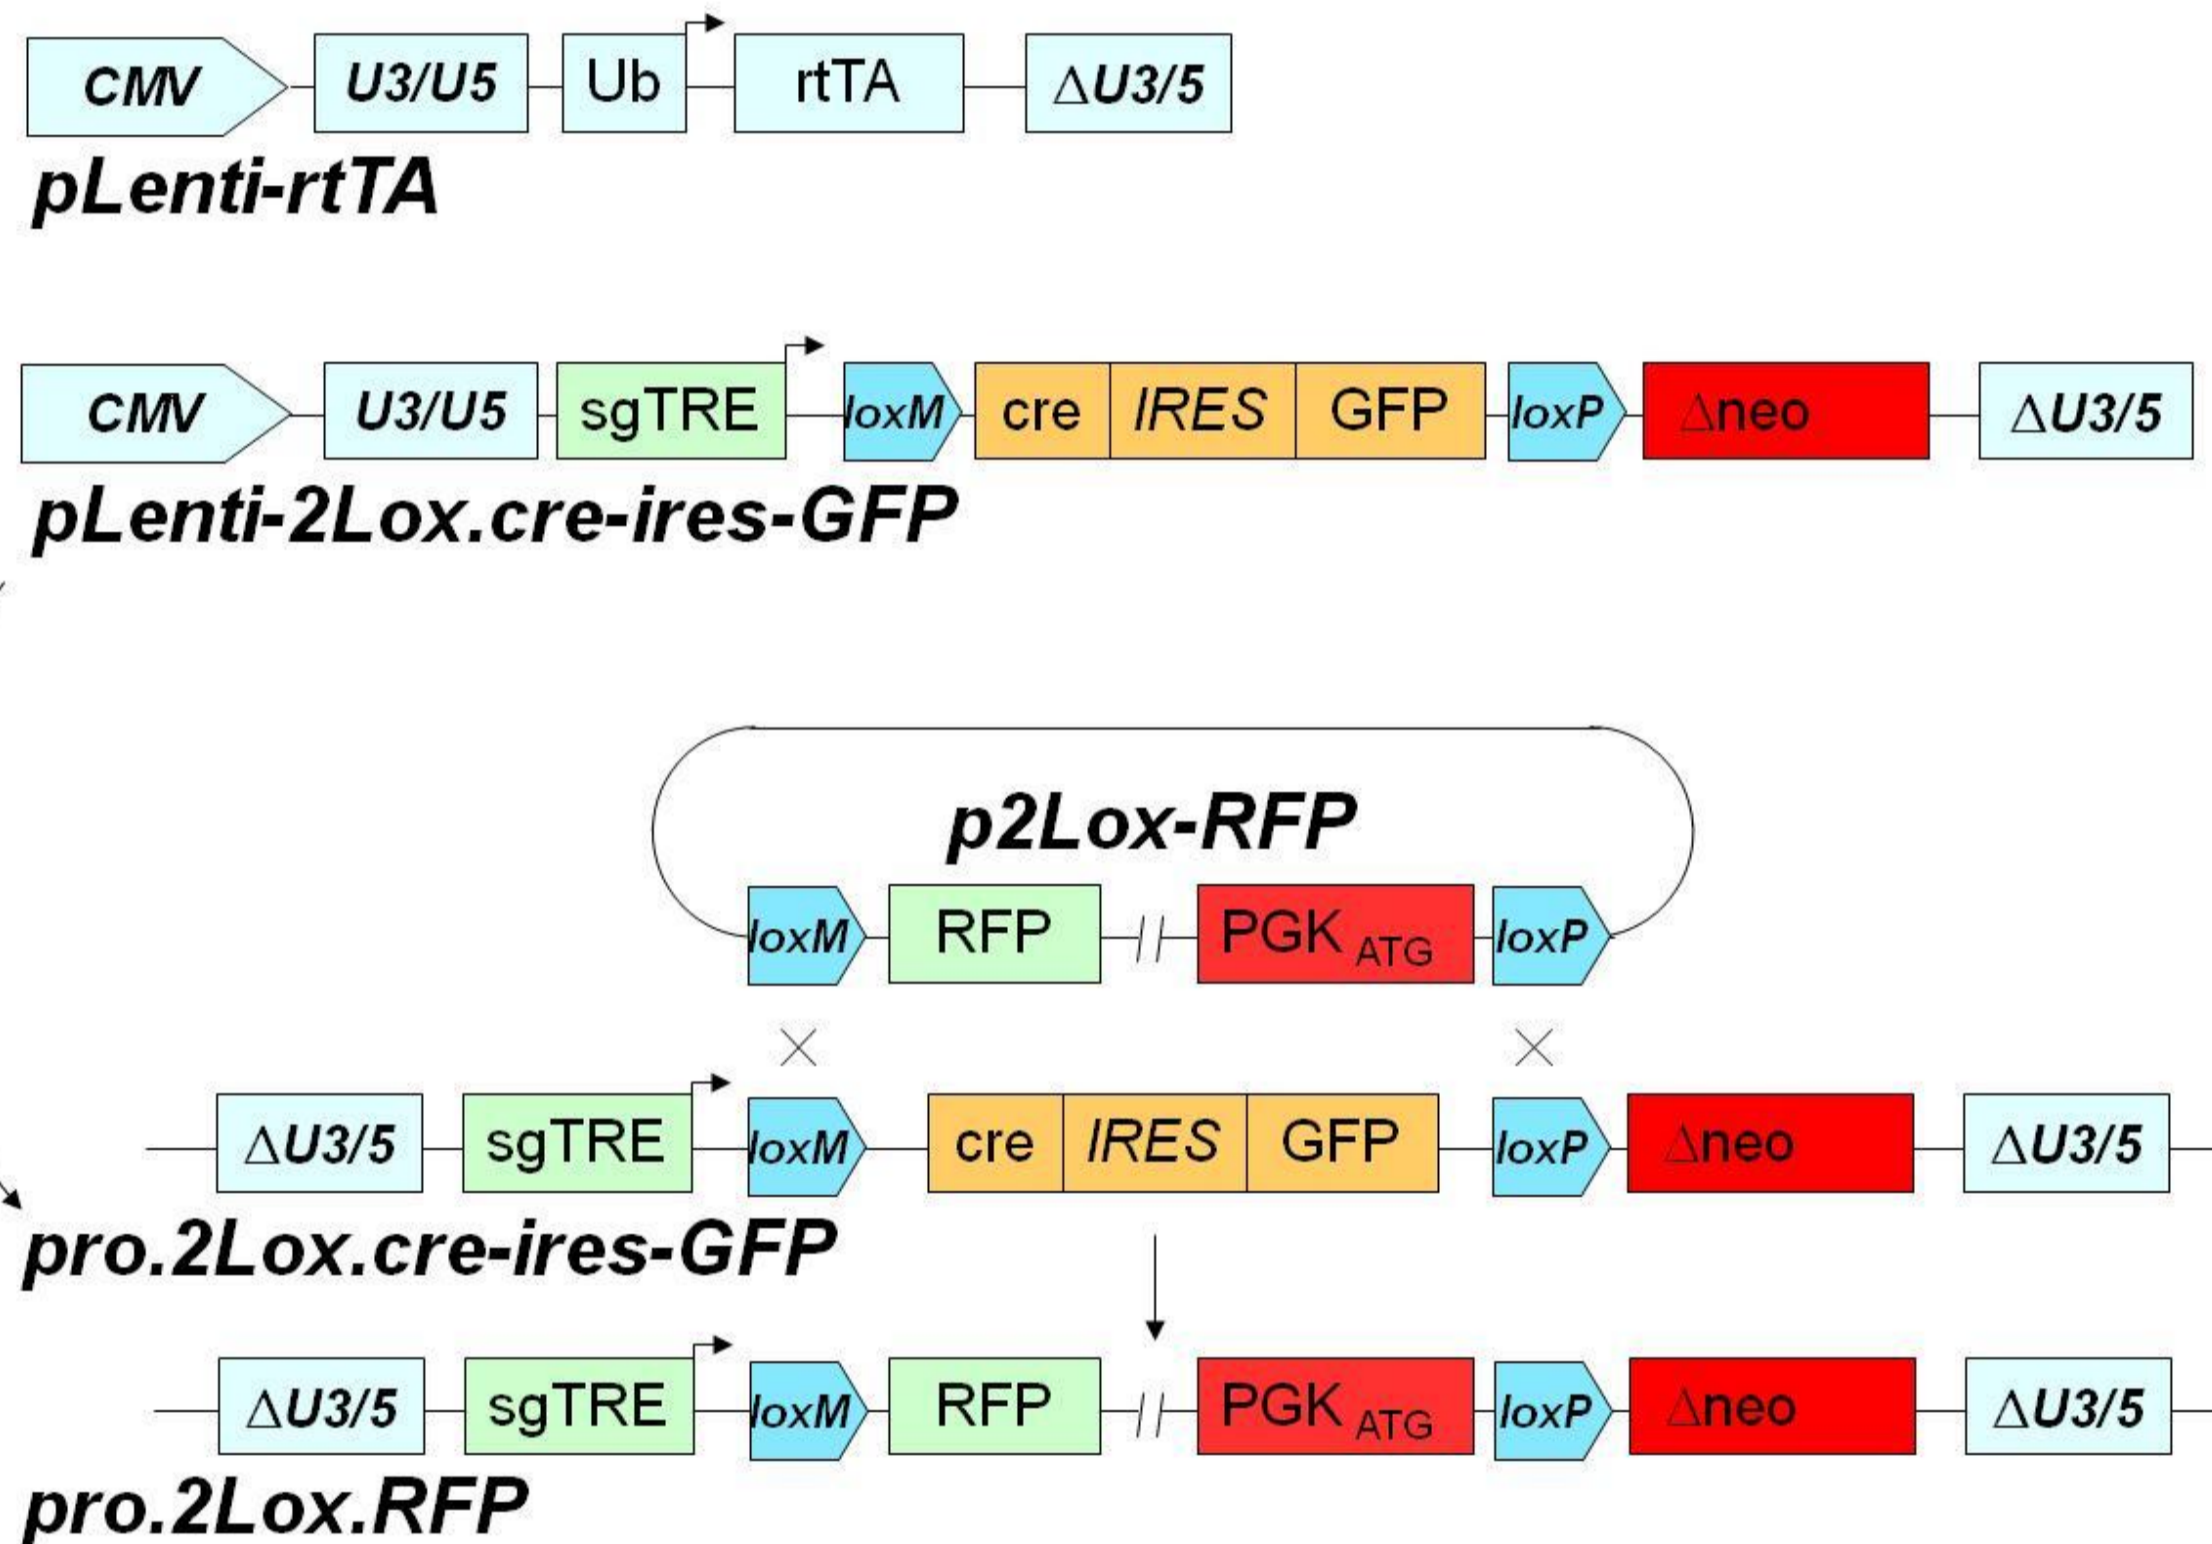 CMV U3/U5 Ub rtTA ΔU3/5
pLenti-rtTA
CMV U3/U5 sgTRE loxM cre IRES GFP loxP Δneo ΔU3/5
pLenti-2Lox.cre-ires-GFP
p2Lox-RFP
loxM RFP // PGK ATG loxP
ΔU3/5 sgTRE loxM cre IRES GFP loxP Δneo ΔU3/5
pro.2Lox.cre-ires-GFP
ΔU3/5 sgTRE loxM RFP // PGK ATG loxP Δneo ΔU3/5
pro.2Lox.RFP